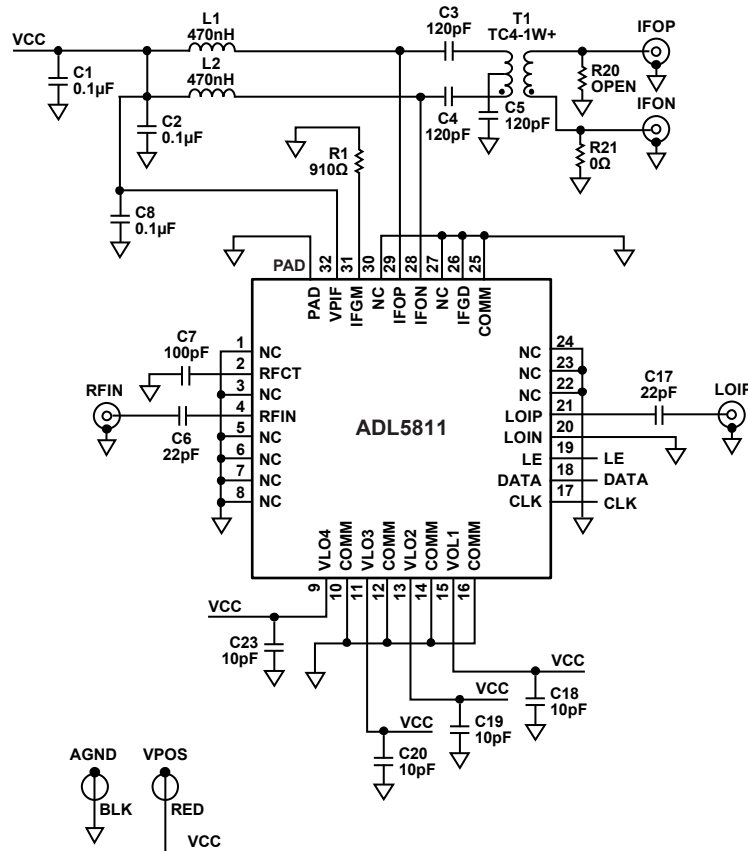 VCC
L1
470nH
C3
120pF
T1
TC4-1W+
IFOP
C1
0.1µF
L2
470nH
R20
OPEN
C2
0.1µF
C4
120pF
C5
120pF
IFON
R1
910Ω
R21
0Ω
C8
0.1µF
PAD
32
31
30
29
28
27
26
25
PAD
VPIF
IFGM
NC
IFOP
IFON
NC
IFGD
COMM
C7
100pF
RFIN
C6
22pF
1
NC
2
RFCT
3
NC
4
RFIN
5
NC
6
NC
7
NC
8
NC
ADL5811
NC
24
NC
23
NC
22
LOIP
21
LOIN
20
LE
19
LE
DATA
18
DATA
CLK
17
CLK
C17
22pF
LOIP
VLO4
COMM
VLO3
COMM
VLO2
COMM
VOL1
COMM
9
10
11
12
13
14
15
16
VCC
C23
10pF
VCC
C18
10pF
VCC
C19
10pF
VCC
C20
10pF
AGND
BLK
VPOS
RED
VCC